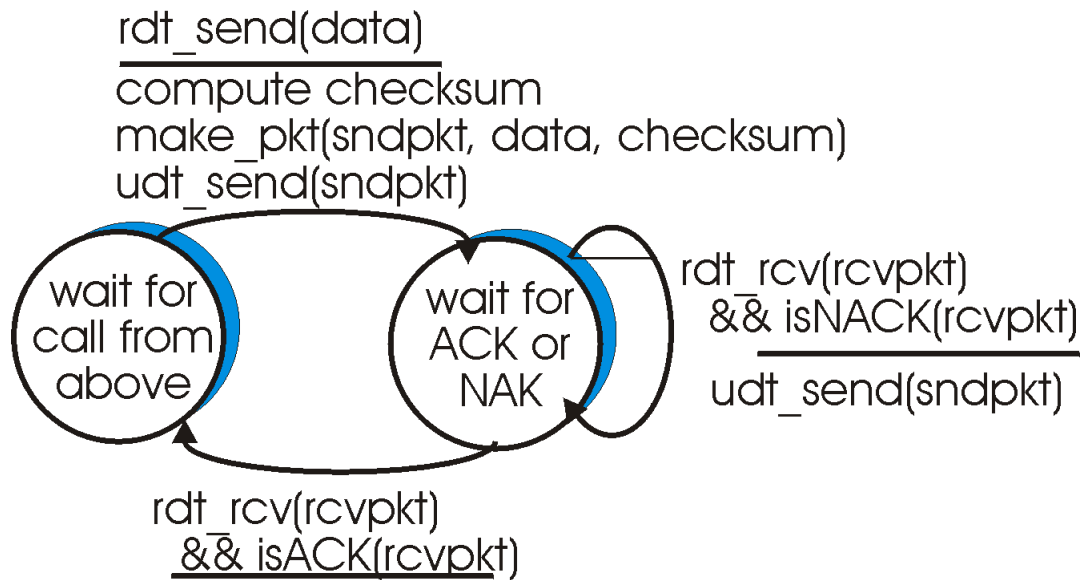 rdt_send(data)
compute checksum
make_pkt(sndpkt, data, checksum)
udt_send(sndpkt)
wait for
call from
above
wait for
ACK or
NAK
rdt_rcv(rcvpkt)
&& isNACK(rcvpkt)
udt_send(sndpkt)
rdt_rcv(rcvpkt)
&& isACK(rcvpkt)